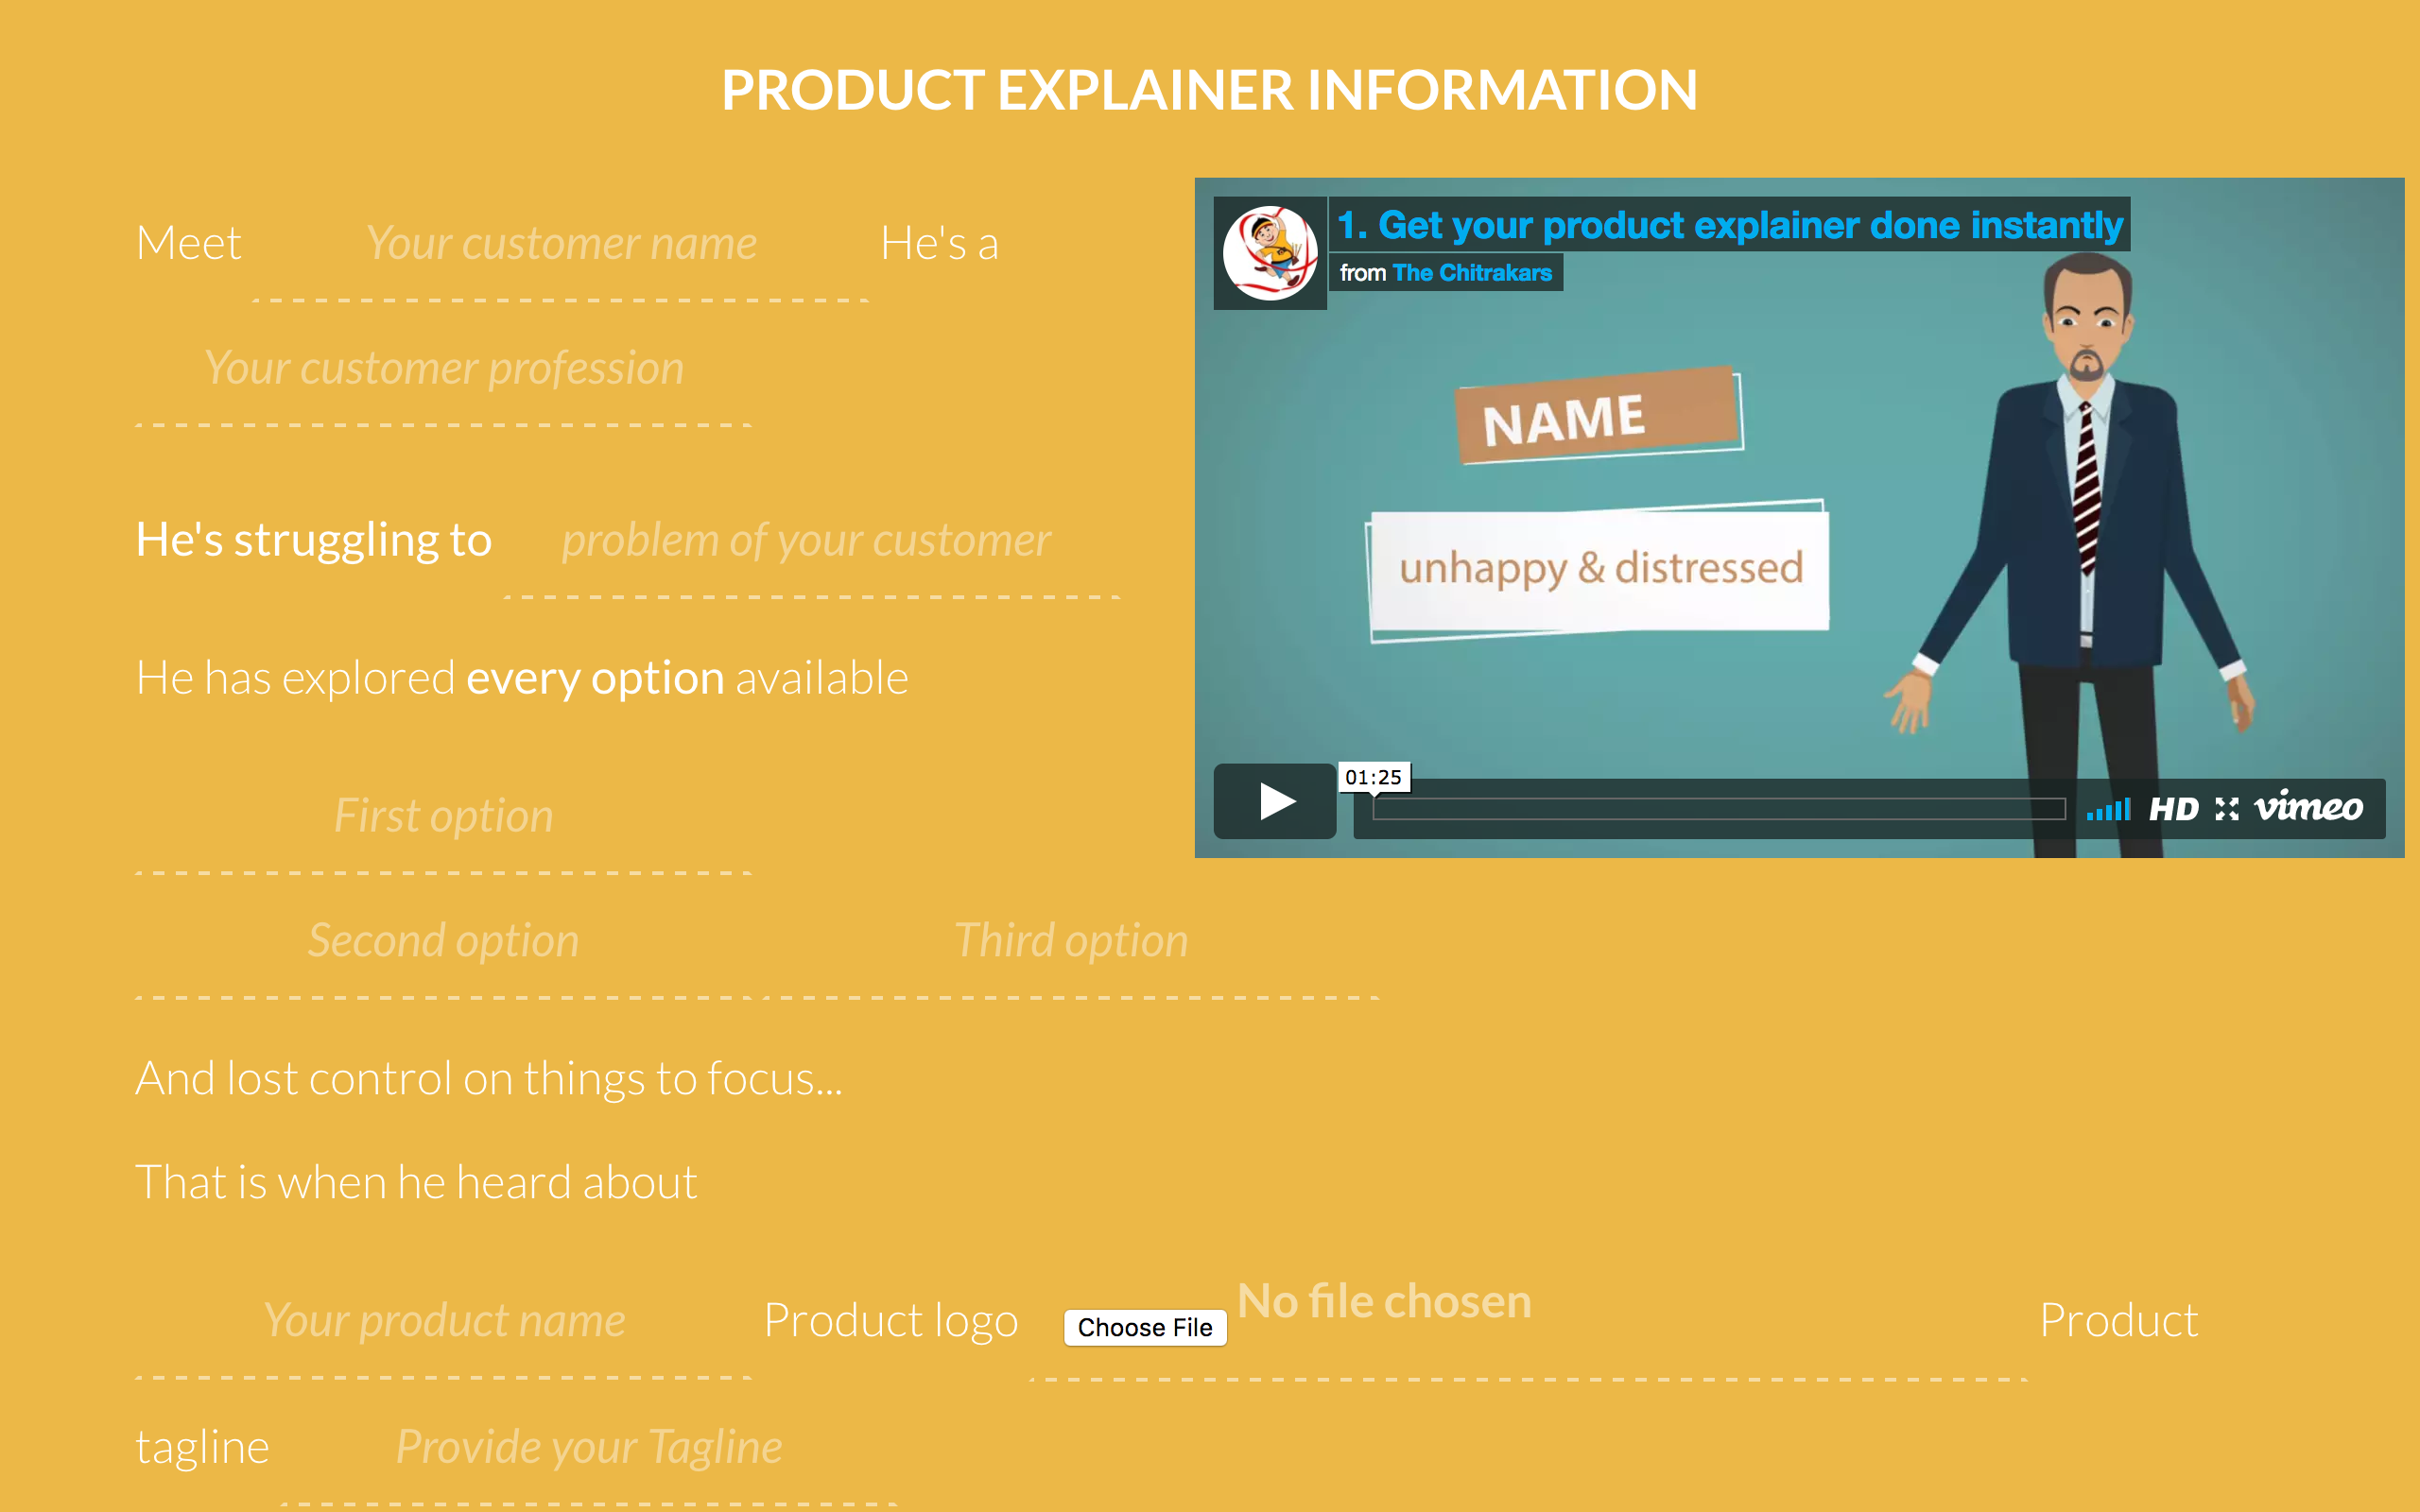 PRODUCT EXPLAINER INFORMATION
Meet Your customer name He's a
Your customer profession
He's struggling to problem of your customer
He has explored every option available
First option
Second option Third option
And lost control on things to focus...
That is when he heard about
Your product name Product logo Choose File No file chosen Product
tagline Provide your Tagline
1. Get your product explainer done instantly
from The Chitrakars
NAME
unhappy & distressed
01:25
HD vimeo